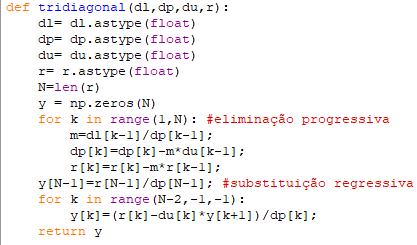 def tridiagonal(dl,dp,du,r):
    dl= dl.astype(float)
    dp= dp.astype(float)
    du= du.astype(float)
    r= r.astype(float)
    N=len(r)
    y = np.zeros(N)
    for k in range(1,N): #eliminação progressiva
        m=dl[k-1]/dp[k-1];
        dp[k]=dp[k]-m*du[k-1];
        r[k]=r[k]-m*r[k-1];
    y[N-1]=r[N-1]/dp[N-1]; #substituição regressiva
    for k in range(N-2,-1,-1):
        y[k]=(r[k]-du[k]*y[k+1])/dp[k];
    return y